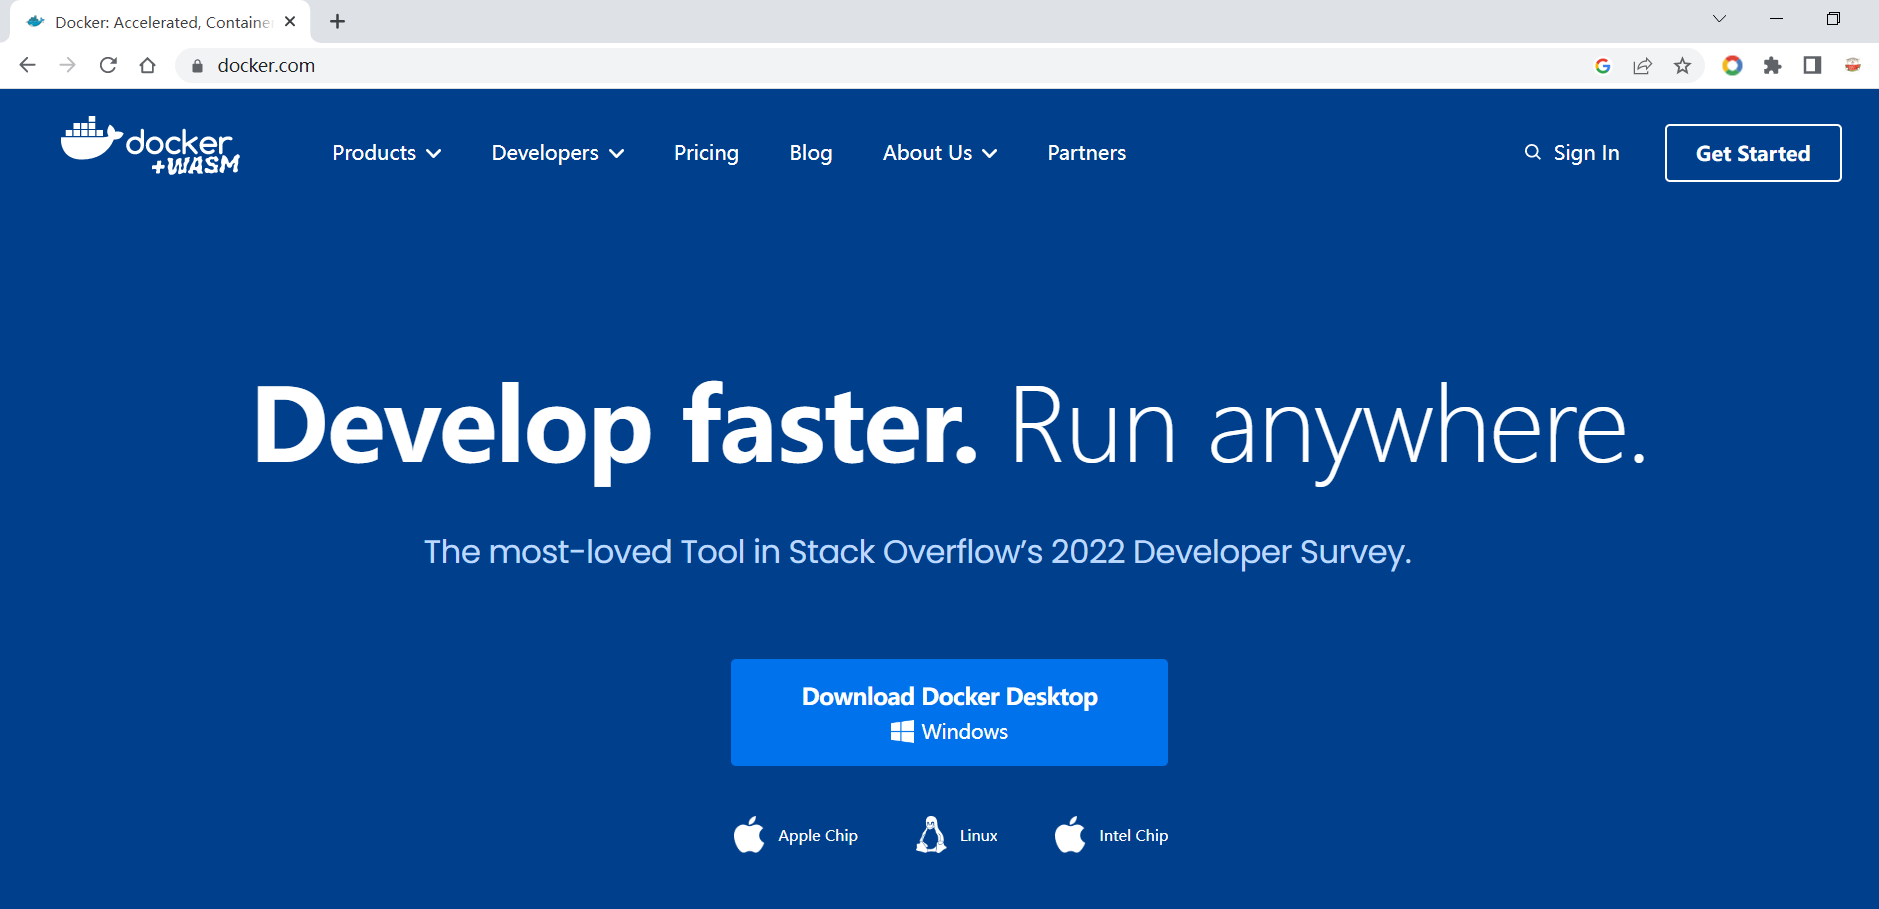 Docker: Accelerated, Container
docker.com
docker
+WASM
Products
Developers
Pricing
Blog
About Us
Partners
Sign In
Get Started
Develop faster. Run anywhere.
The most-loved Tool in Stack Overflow’s 2022 Developer Survey.
Download Docker Desktop
Windows
Apple Chip
Linux
Intel Chip